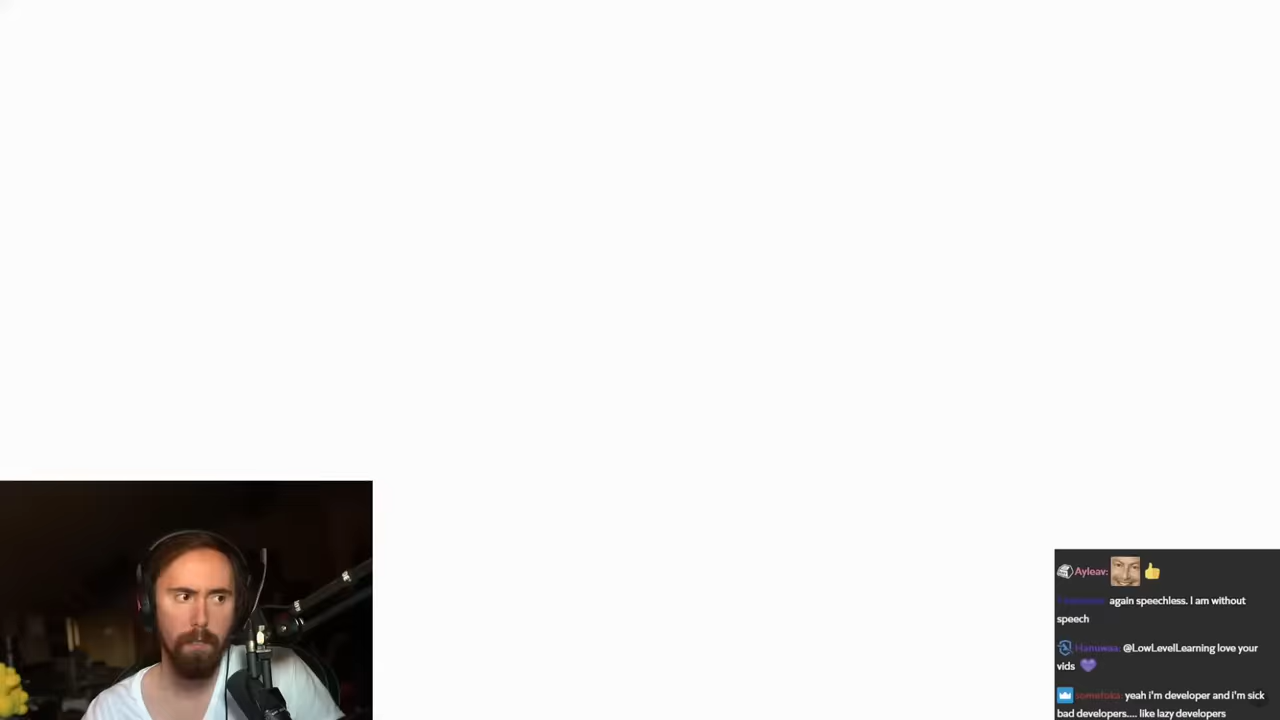 Ayleav:
again speechless. I am without
speech
Hanuwaa: @LowLevelLearning love your
vids
yeah i'm developer and i'm sick
bad developers.... like lazy developers